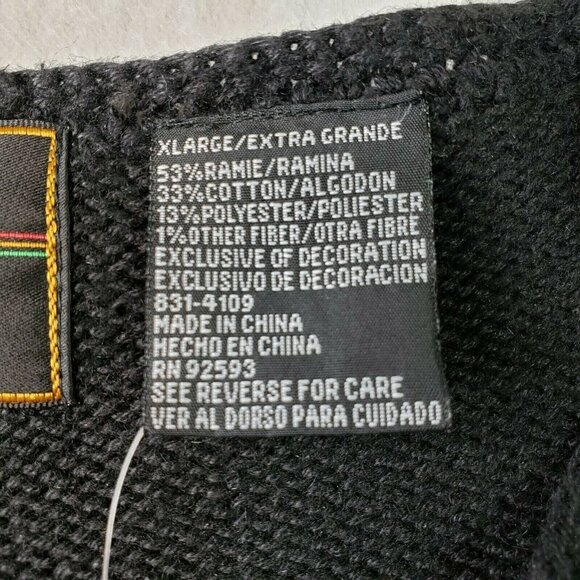 XLARGE/EXTRA GRANDE
53%RAMIE/RAMINA
33%COTTON/ALGODON
13%POLYESTER/POLIESTER
1%OTHER FIBER/OTRA FIBRE
EXCLUSIVE OF DECORATION
EXCLUSIVO DE DECORACION
831-4109
MADE IN CHINA
HECHO EN CHINA
RN 92593
SEE REVERSE FOR CARE
VER AL DORSO PARA CUIDADO